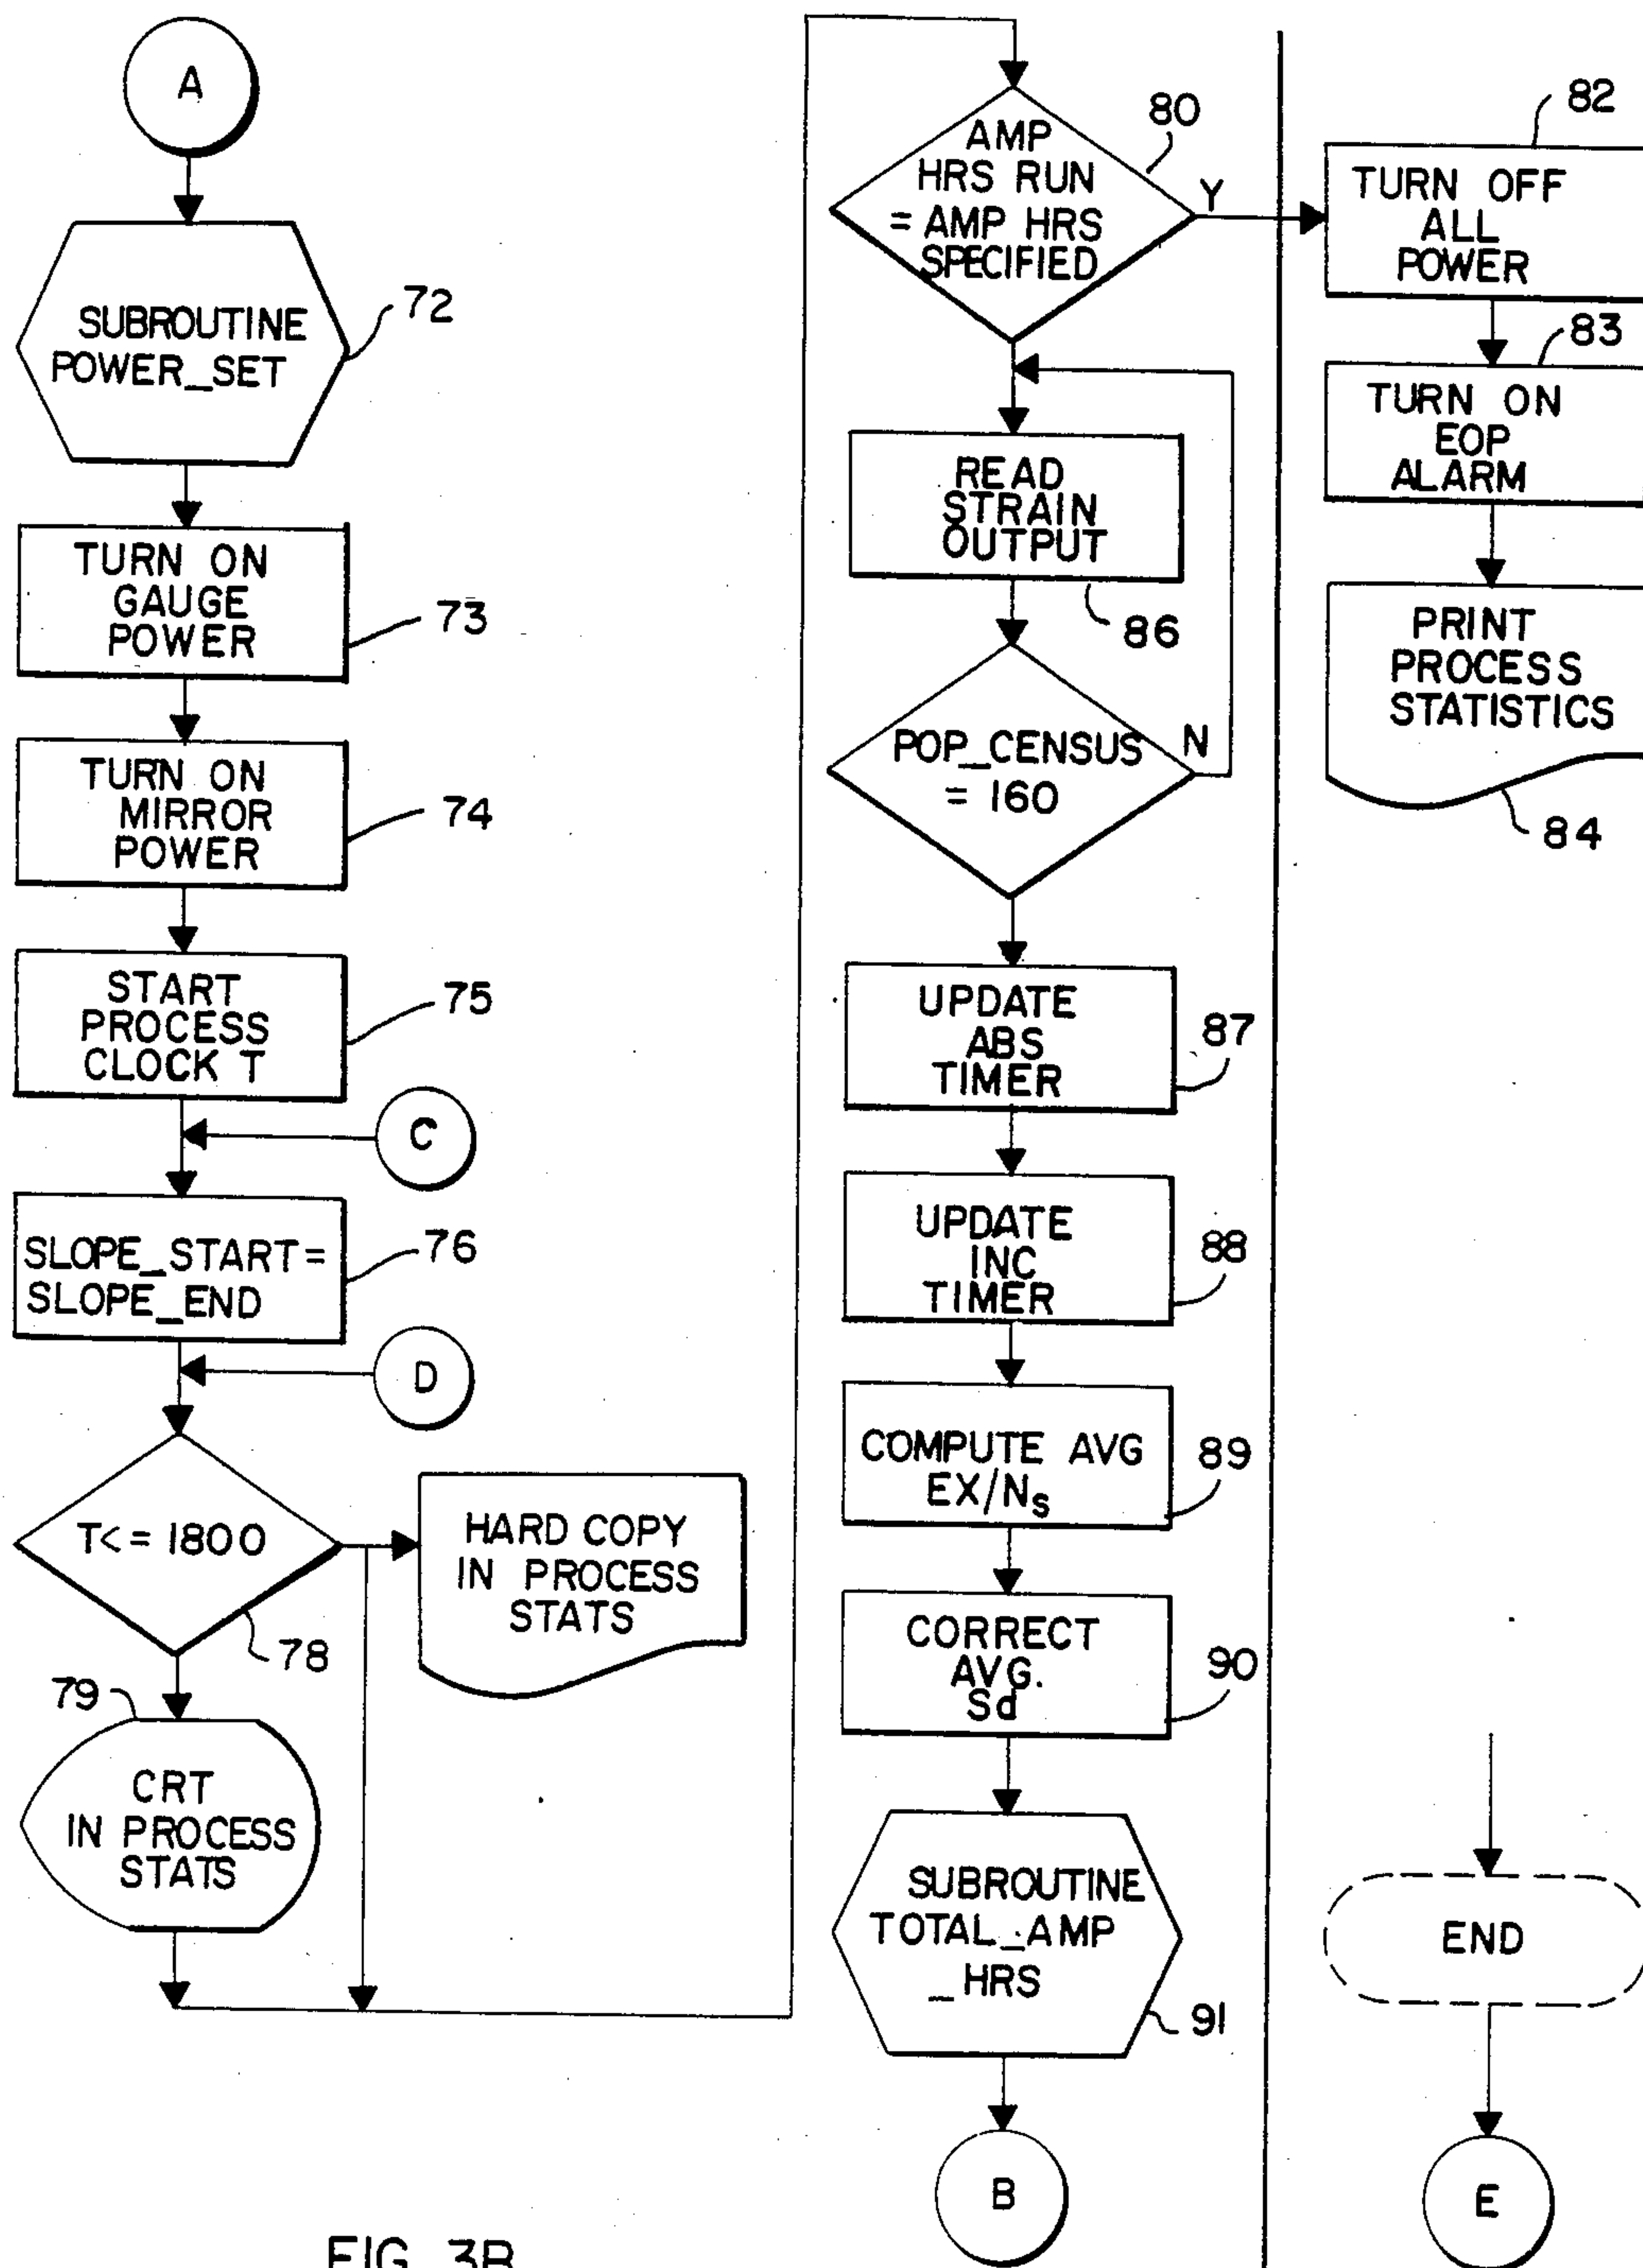 A
SUBROUTINE
POWER_SET
72
TURN ON
GAUGE
POWER
73
TURN ON
MIRROR
POWER
74
START
PROCESS
CLOCK T
75
C
SLOPE_START=
SLOPE_END
76
D
T<= 1800
78
HARD COPY
IN PROCESS
STATS
79
CRT
IN PROCESS
STATS
AMP
HRS RUN
= AMP HRS
SPECIFIED
80
Y
READ
STRAIN
OUTPUT
86
POP_CENSUS
= 160
N
UPDATE
ABS
TIMER
87
UPDATE
INC
TIMER
88
COMPUTE AVG
EX/Ns
89
CORRECT
AVG.
Sd
90
SUBROUTINE
TOTAL_AMP
_HRS
91
B
82
TURN OFF
ALL
POWER
83
TURN ON
EOP
ALARM
PRINT
PROCESS
STATISTICS
84
END
E
FIG. 3B